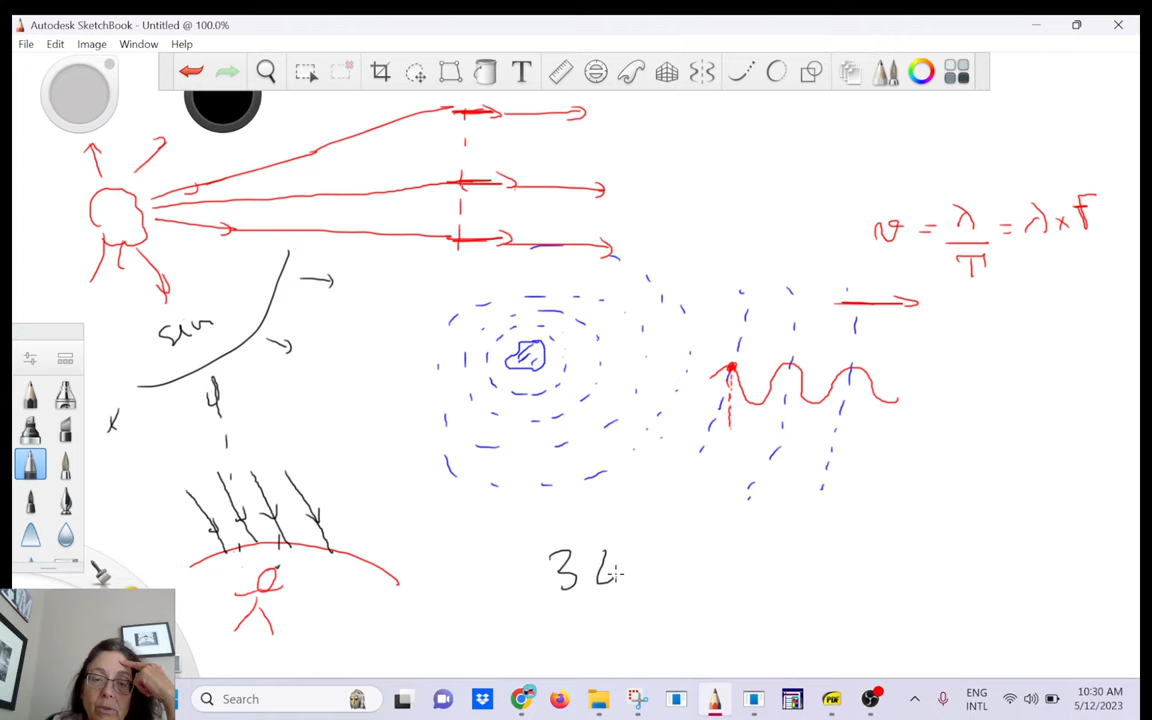 Autodesk SketchBook - Untitled @ 100.0%
File Edit Image Window Help
T
v = λ/T = λ x F
sin
x
3
Search
ENG
INTL
10:30 AM
5/12/2023